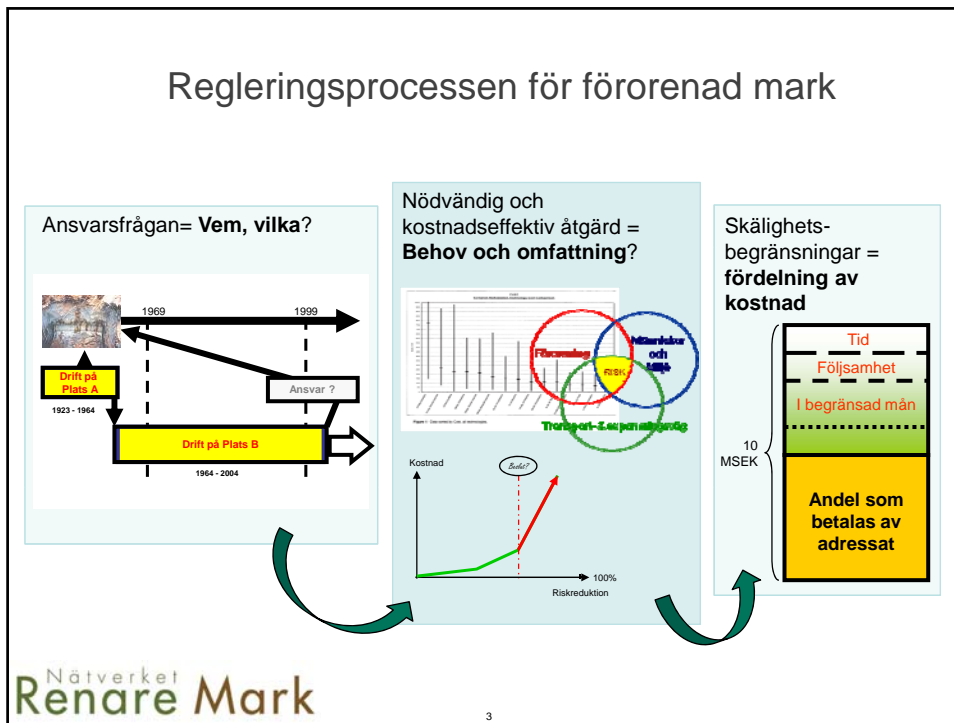 Regleringsprocessen för förorenad mark
Ansvarsfrågan= Vem, vilka?
1969
1999
Drift på
Plats A
1923 - 1964
Ansvar ?
Drift på Plats B
1964 - 2004
Nödvändig och
kostnadseffektiv åtgärd =
Behov och omfattning?
Förorening
Människor
och
Miljö
RISK
Kostnad
Beslut?
100%
Riskreduktion
Skälighets-
begränsningar =
fördelning av
kostnad
Tid
Följsamhet
I begränsad mån
10
MSEK
Andel som
betalas av
adressat
Nätverket
Renare Mark
3